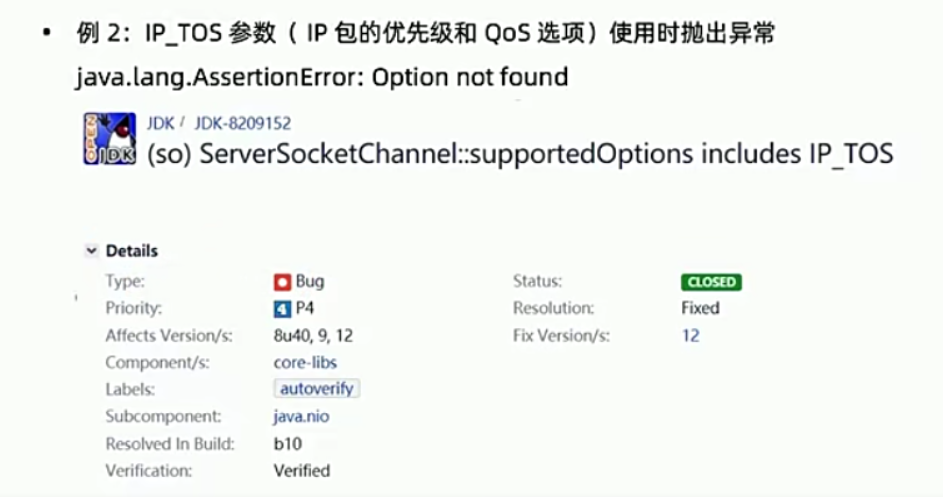 • 例 2：IP_TOS 参数（ IP 包的优先级和 QoS 选项）使用时抛出异常
java.lang.AssertionError: Option not found
OPEN JDK
JDK / JDK-8209152
(so) ServerSocketChannel::supportedOptions includes IP_TOS
Details
Type: Bug Status: CLOSED
Priority: 4 P4 Resolution: Fixed
Affects Version/s: 8u40, 9, 12 Fix Version/s: 12
Component/s: core-libs
Labels: autoverify
Subcomponent: java.nio
Resolved In Build: b10
Verification: Verified